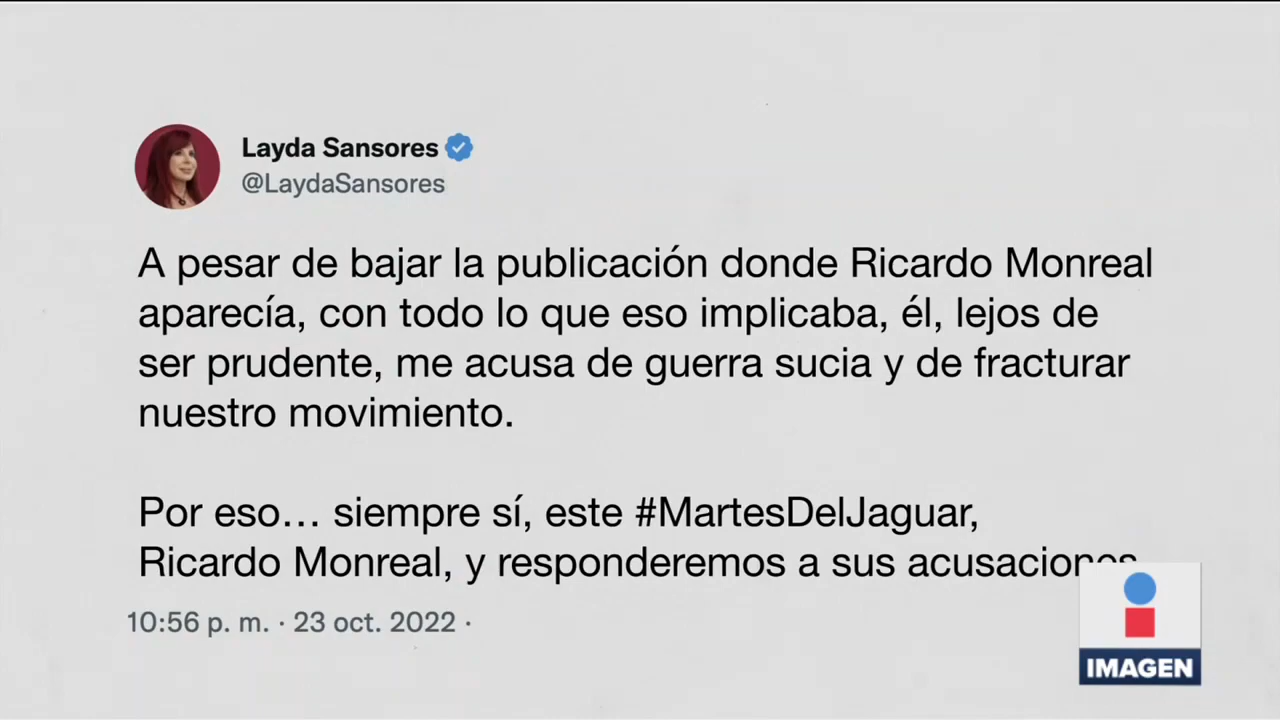 Layda Sansores
@LaydaSansores
A pesar de bajar la publicación donde Ricardo Monreal
aparecía, con todo lo que eso implicaba, él, lejos de
ser prudente, me acusa de guerra sucia y de fracturar
nuestro movimiento.
Por eso… siempre sí, este #MartesDelJaguar,
Ricardo Monreal, y responderemos a sus acusaciones
10:56 p. m. · 23 oct. 2022 ·
IMAGEN